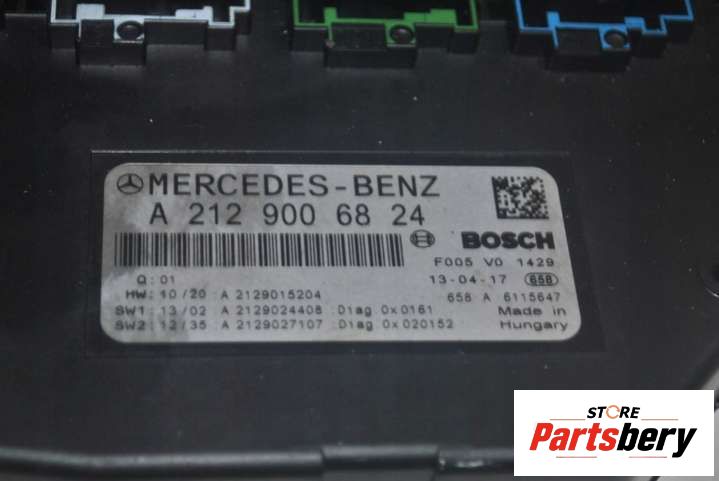 MERCEDES-BENZ
A 212 900 68 24
BOSCH
F005 V0 1429
Q: 01
13-04-17 658
HW: 10/20 A 2129015204
658 A 6115647
SW1: 13/02 A 2129024408 :Diag 0x0161
Made in
SW2: 12/35 A 2129027107 :Diag 0x020152
Hungary
STORE
Partsbery